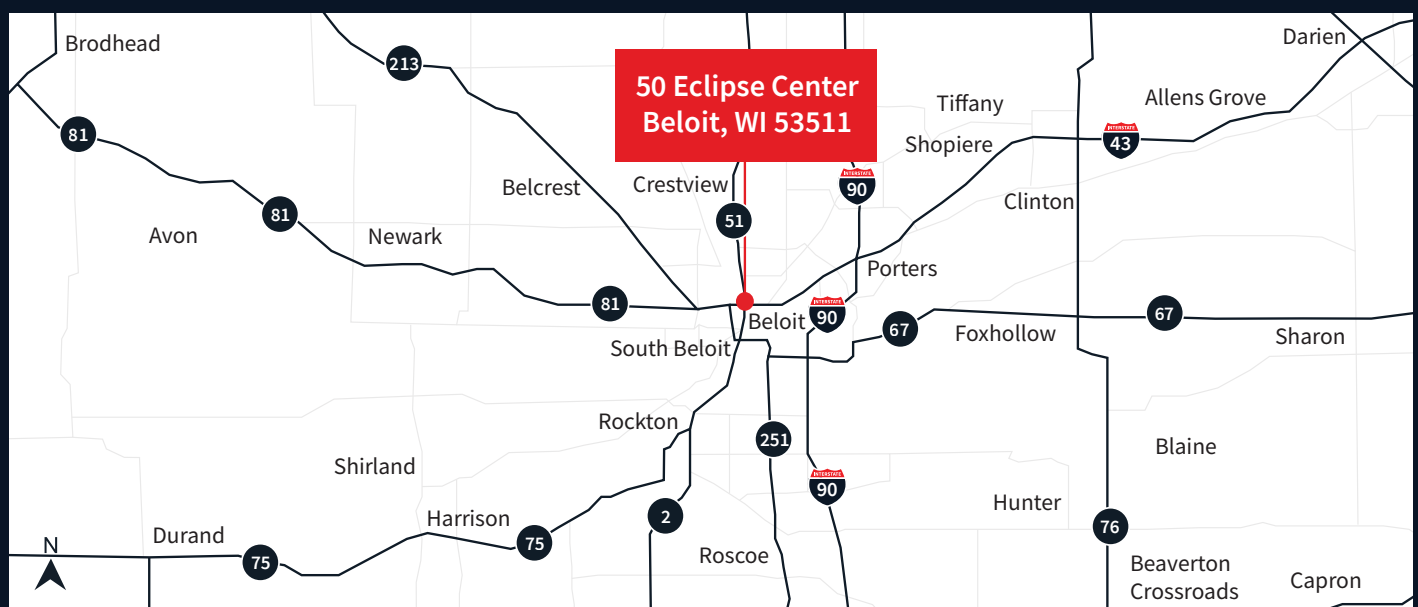 Brodhead
Darien
213
50 Eclipse Center
Beloit, WI 53511
Tiffany
Allens Grove
81
Shopiere
INTERSTATE
43
Belcrest
Crestview
INTERSTATE
90
Clinton
81
51
Avon
Newark
Porters
81
Beloit
INTERSTATE
90
67
67
Foxhollow
Sharon
South Beloit
Rockton
251
Blaine
Shirland
INTERSTATE
90
Hunter
Harrison
2
76
Durand
75
N
75
Roscoe
Beaverton
Crossroads
Capron